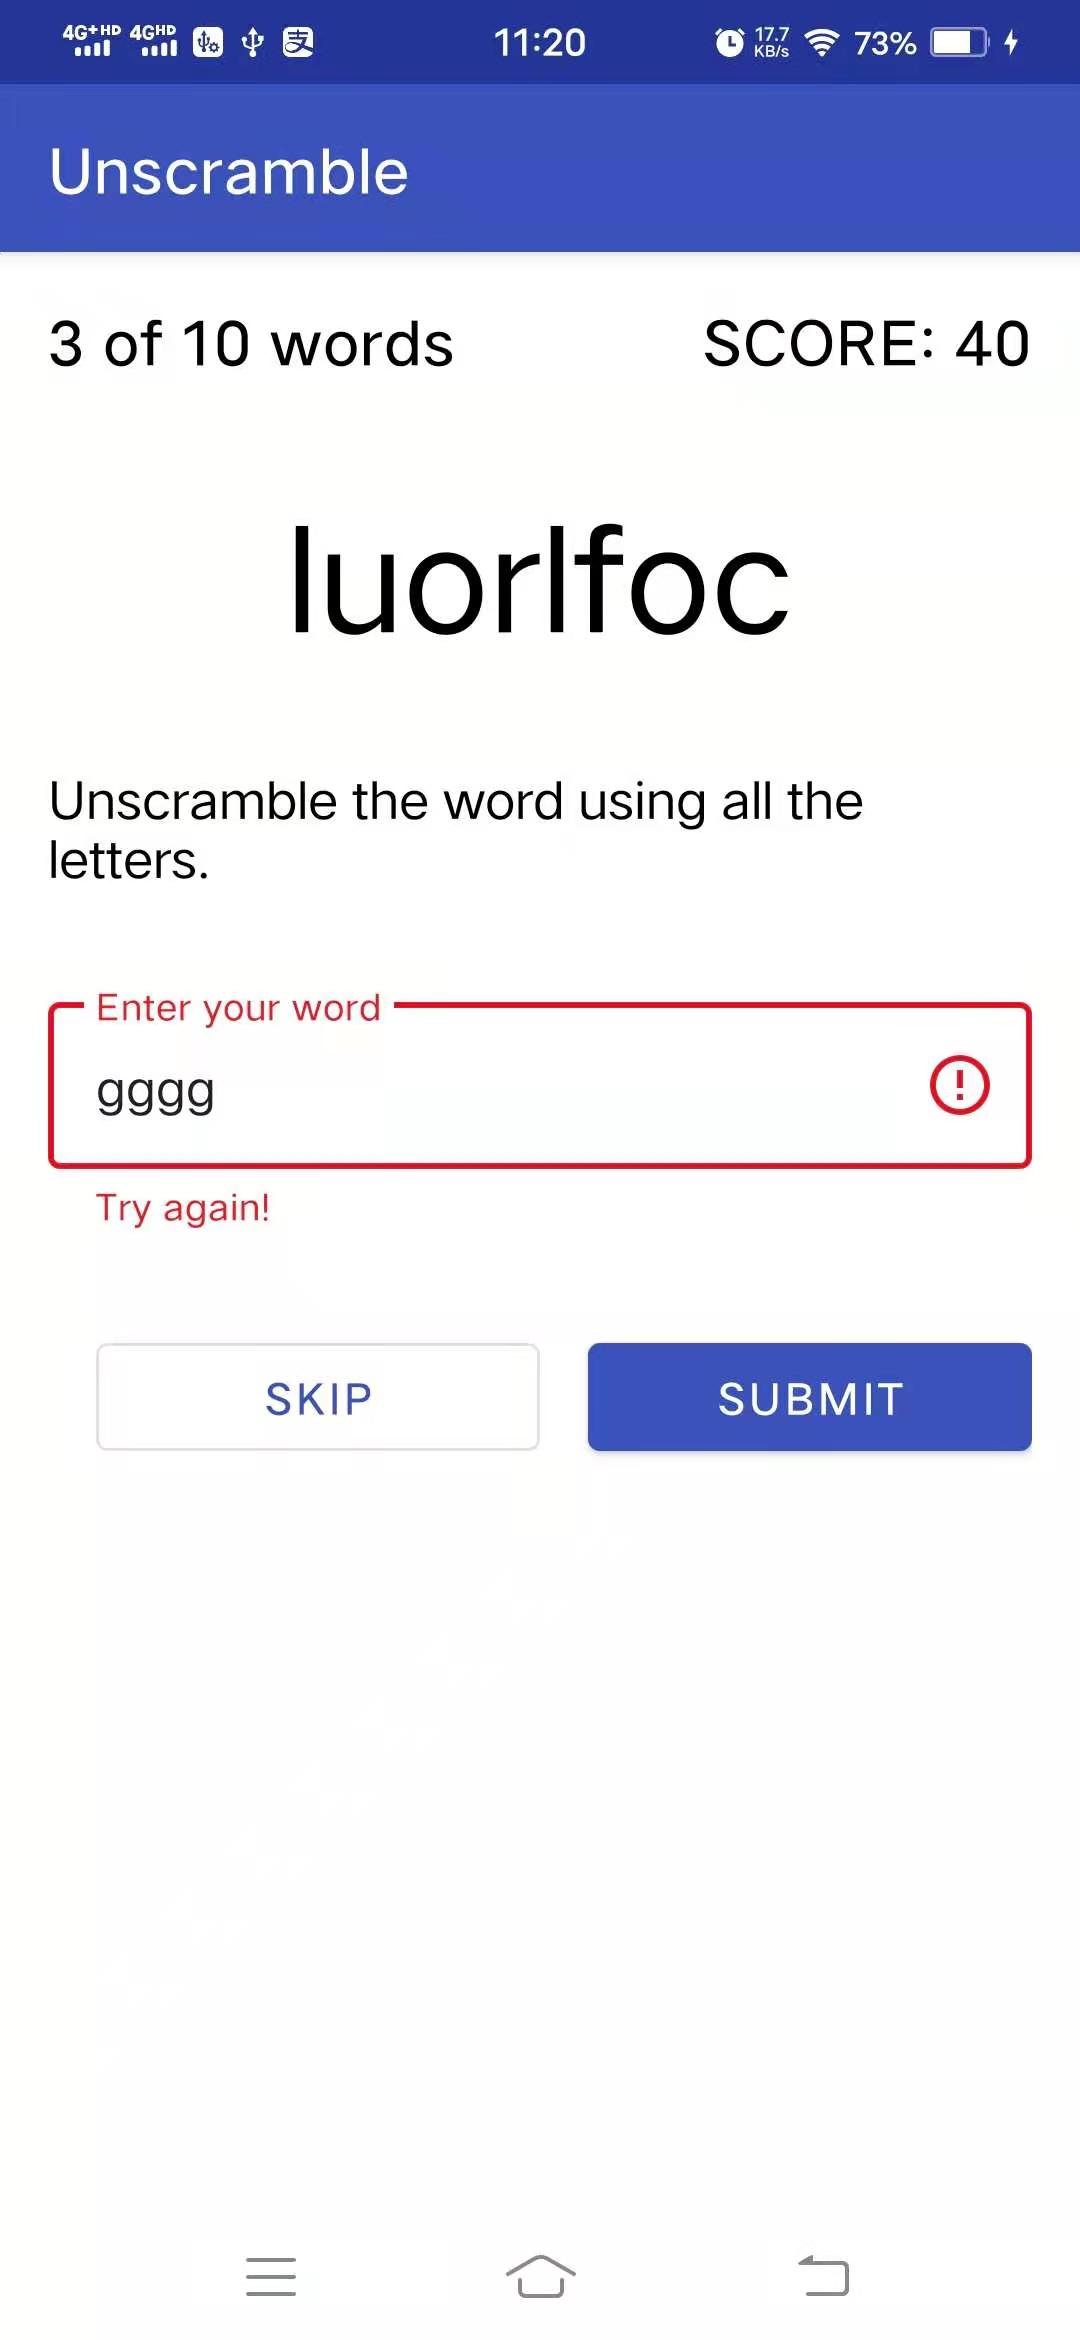 4G+HD 4GHD 支 11:20 17.7 KB/s 73%
Unscramble
3 of 10 words SCORE: 40
luorlfoc
Unscramble the word using all the
letters.
Enter your word
gggg
Try again!
SKIP SUBMIT